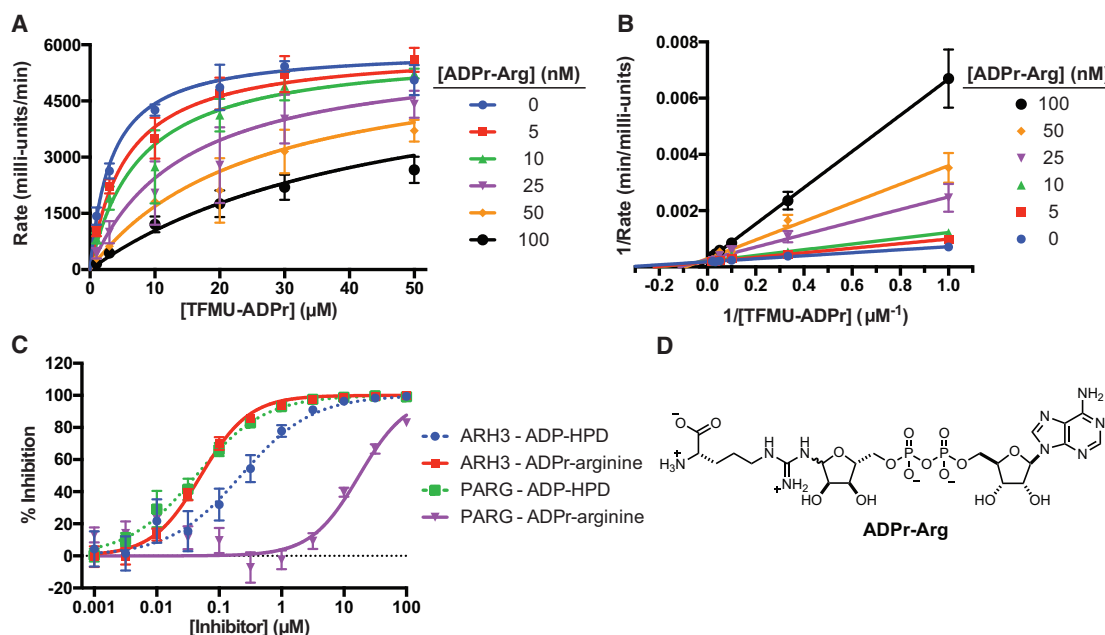 A
Rate (milli-units/min)
6000
4500
3000
1500
0
0 10 20 30 40 50
[TFMU-ADPr] (µM)
[ADPr-Arg] (nM)
0
5
10
25
50
100
B
1/Rate (min/milli-units)
0.008
0.006
0.004
0.002
-0.2 0.0 0.2 0.4 0.6 0.8 1.0
1/[TFMU-ADPr] (µM⁻¹)
[ADPr-Arg] (nM)
100
50
25
10
5
0
C
% Inhibition
120
100
80
60
40
20
0
-20
0.001 0.01 0.1 1 10 100
[Inhibitor] (µM)
ARH3 - ADP-HPD
ARH3 - ADPr-arginine
PARG - ADP-HPD
PARG - ADPr-arginine
D
NH₂
N N
N N
⁻O O
H₃N⁺
H N
H N
NH₂⁺
O
HO OH
O O
O P O P O
O⁻ O⁻
O
HO OH
ADPr-Arg